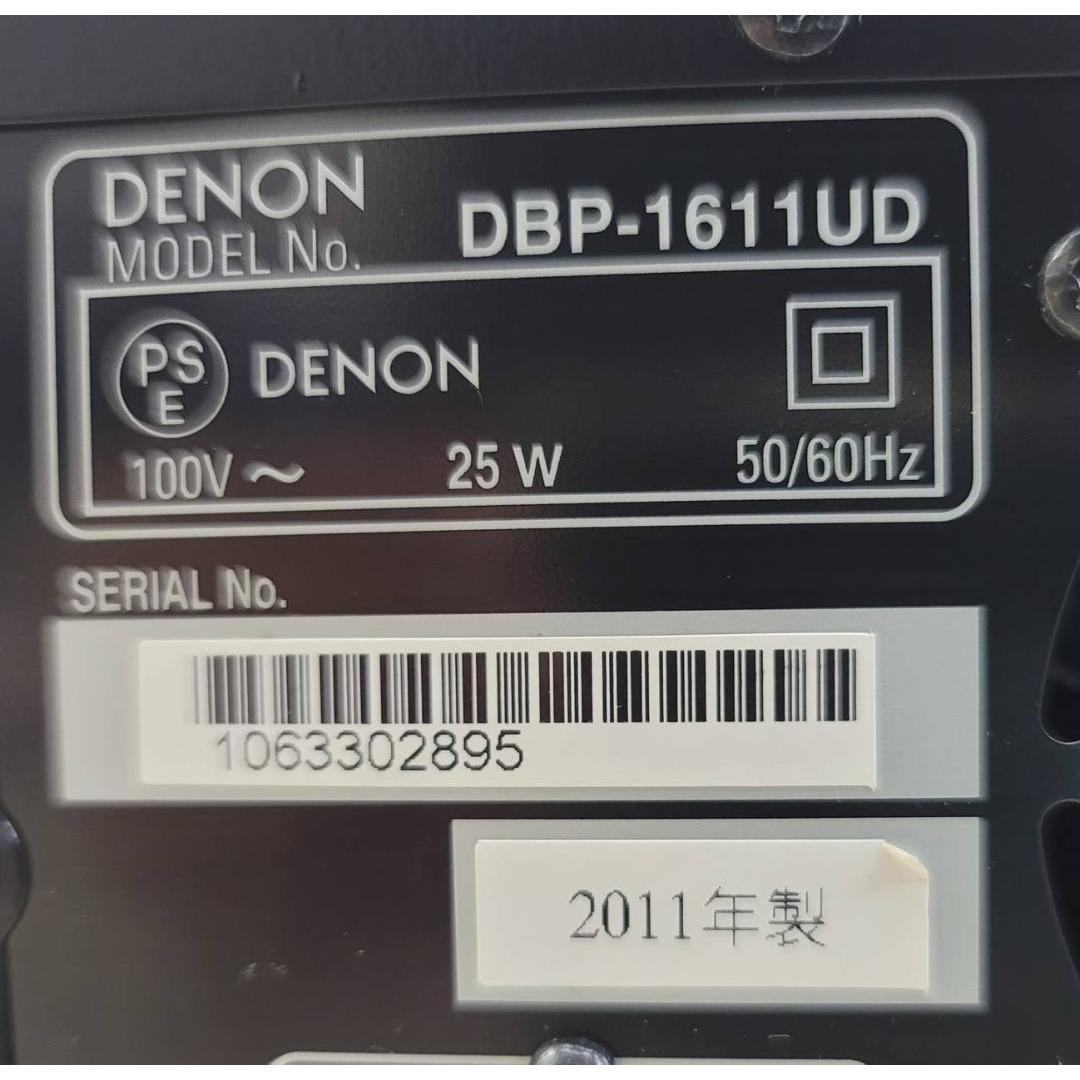 DENON
MODEL No. DBP-1611UD
PS
E
DENON
100V～ 25 W 50/60Hz
SERIAL No.
1063302895
2011年製